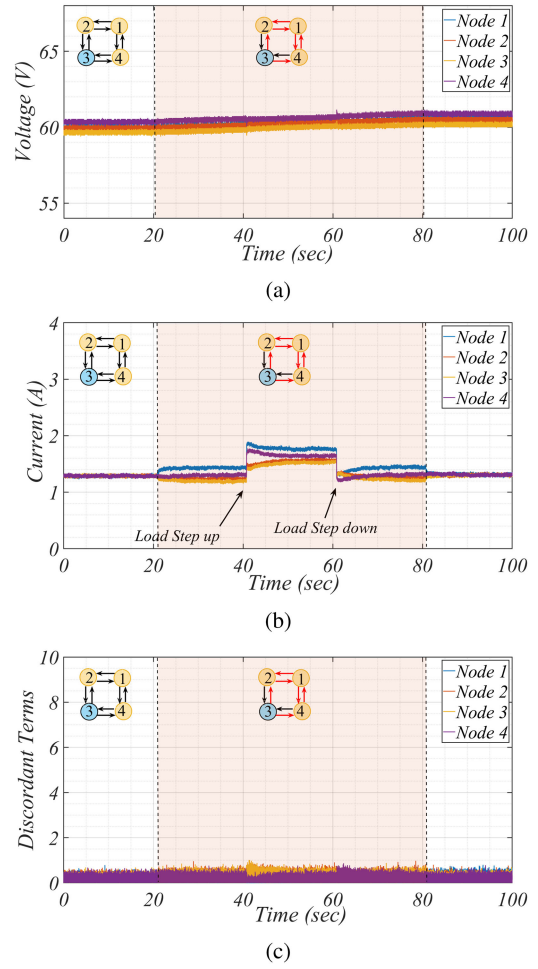 65
60
55
Voltage (V)
2 1
3 4
2 1
3 4
Node 1
Node 2
Node 3
Node 4
0 20 40 60 80 100
Time (sec)
(a)
4
3
2
1
0
Current (A)
2 1
3 4
2 1
3 4
Node 1
Node 2
Node 3
Node 4
Load Step up
Load Step down
0 20 40 60 80 100
Time (sec)
(b)
10
8
6
4
2
0
Discordant Terms
2 1
3 4
2 1
3 4
Node 1
Node 2
Node 3
Node 4
0 20 40 60 80 100
Time (sec)
(c)